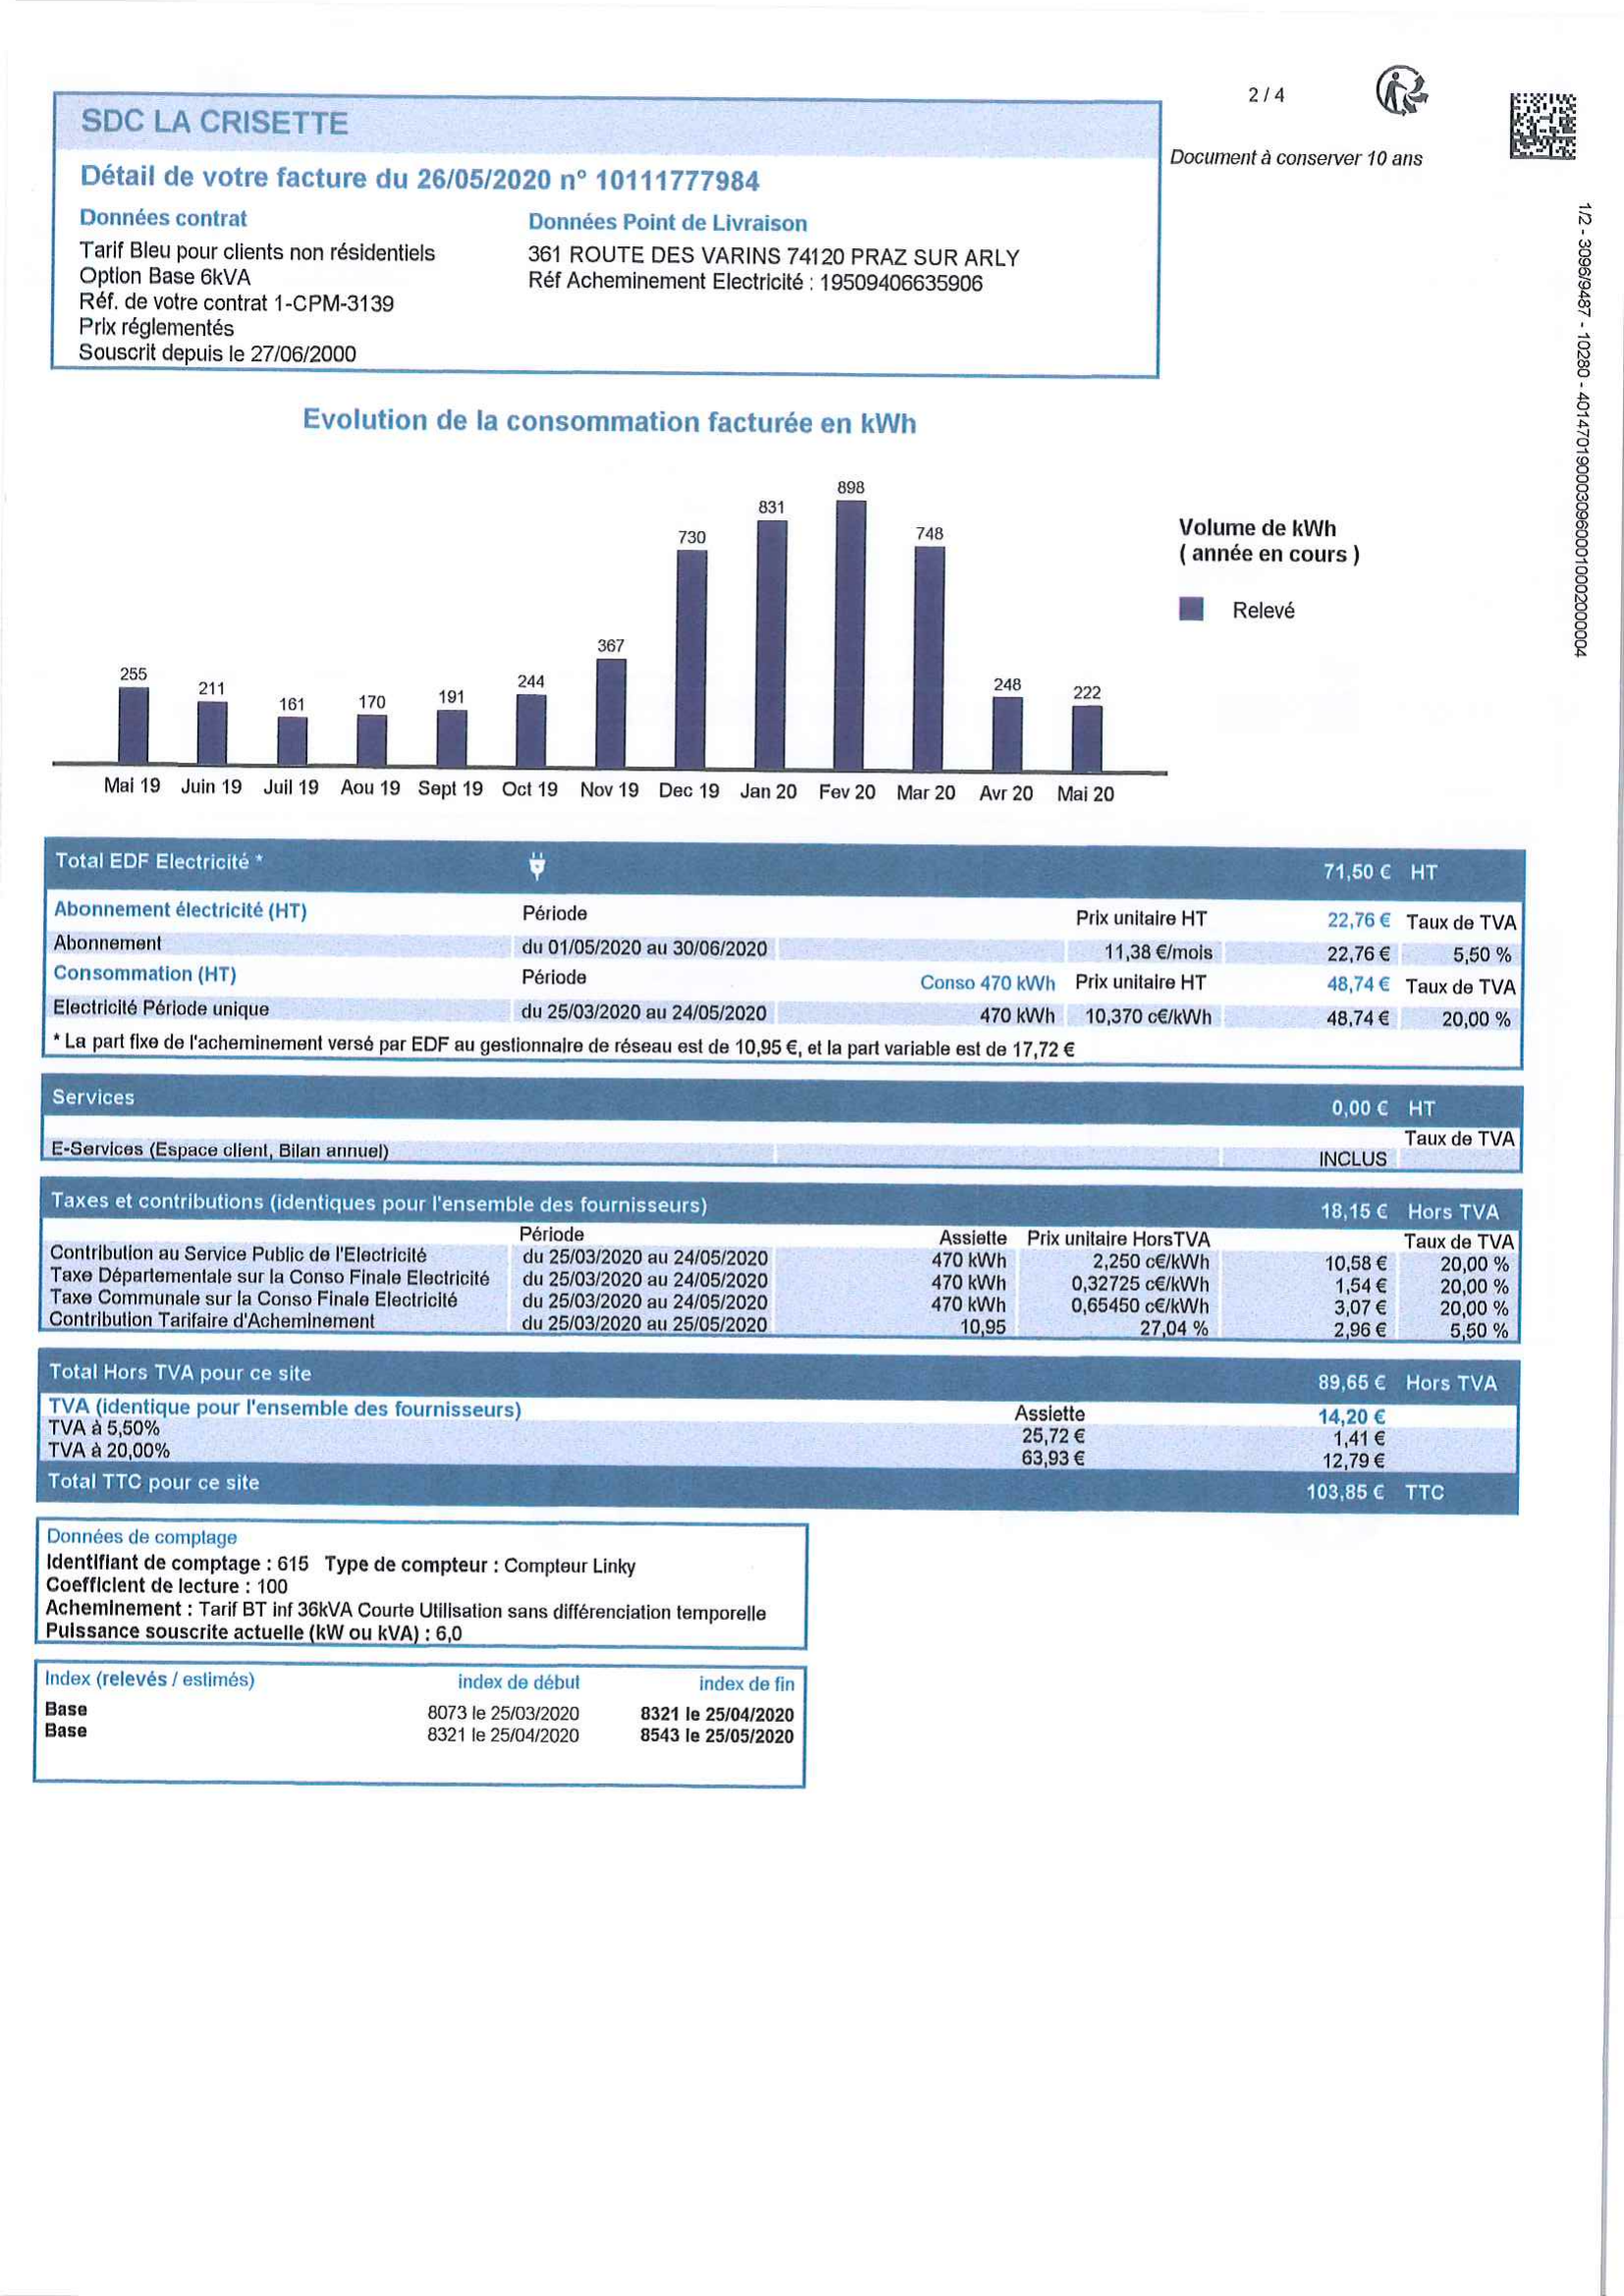 2 / 4
SDC LA CRISETTE
Document à conserver 10 ans
Détail de votre facture du 26/05/2020 n° 10111777984
Données contrat
Tarif Bleu pour clients non résidentiels
Option Base 6kVA
Réf. de votre contrat 1-CPM-3139
Prix réglementés
Souscrit depuis le 27/06/2000
Données Point de Livraison
361 ROUTE DES VARINS 74120 PRAZ SUR ARLY
Réf Acheminement Electricité : 19509406635906
1/2 - 3096/9487 - 10280 - 4014701900030960001000200004
Evolution de la consommation facturée en kWh
255 211 161 170 191 244 367 730 831 898 748 248 222
Mai 19 Juin 19 Juil 19 Aou 19 Sept 19 Oct 19 Nov 19 Dec 19 Jan 20 Fev 20 Mar 20 Avr 20 Mai 20
Volume de kWh
( année en cours )
Relevé
Total EDF Electricité * 71,50 € HT
Abonnement électricité (HT) Période Prix unitaire HT 22,76 € Taux de TVA
Abonnement du 01/05/2020 au 30/06/2020 11,38 €/mois 22,76 € 5,50 %
Consommation (HT) Période Conso 470 kWh Prix unitaire HT 48,74 € Taux de TVA
Electricité Période unique du 25/03/2020 au 24/05/2020 470 kWh 10,370 c€/kWh 48,74 € 20,00 %
* La part fixe de l'acheminement versé par EDF au gestionnaire de réseau est de 10,95 €, et la part variable est de 17,72 €
Services 0,00 € HT
Taux de TVA
E-Services (Espace client, Bilan annuel) INCLUS
Taxes et contributions (identiques pour l'ensemble des fournisseurs) 18,15 € Hors TVA
Période Assiette Prix unitaire HorsTVA Taux de TVA
Contribution au Service Public de l'Electricité du 25/03/2020 au 24/05/2020 470 kWh 2,250 c€/kWh 10,58 € 20,00 %
Taxe Départementale sur la Conso Finale Electricité du 25/03/2020 au 24/05/2020 470 kWh 0,32725 c€/kWh 1,54 € 20,00 %
Taxe Communale sur la Conso Finale Electricité du 25/03/2020 au 24/05/2020 470 kWh 0,65450 c€/kWh 3,07 € 20,00 %
Contribution Tarifaire d'Acheminement du 25/03/2020 au 25/05/2020 10,95 27,04 % 2,96 € 5,50 %
Total Hors TVA pour ce site 89,65 € Hors TVA
TVA (identique pour l'ensemble des fournisseurs) Assiette 14,20 €
TVA à 5,50% 25,72 € 1,41 €
TVA à 20,00% 63,93 € 12,79 €
Total TTC pour ce site 103,85 € TTC
Données de comptage
Identifiant de comptage : 615 Type de compteur : Compteur Linky
Coefficient de lecture : 100
Acheminement : Tarif BT inf 36kVA Courte Utilisation sans différenciation temporelle
Puissance souscrite actuelle (kW ou kVA) : 6,0
Index (relevés / estimés) index de début index de fin
Base 8073 le 25/03/2020 8321 le 25/04/2020
Base 8321 le 25/04/2020 8543 le 25/05/2020